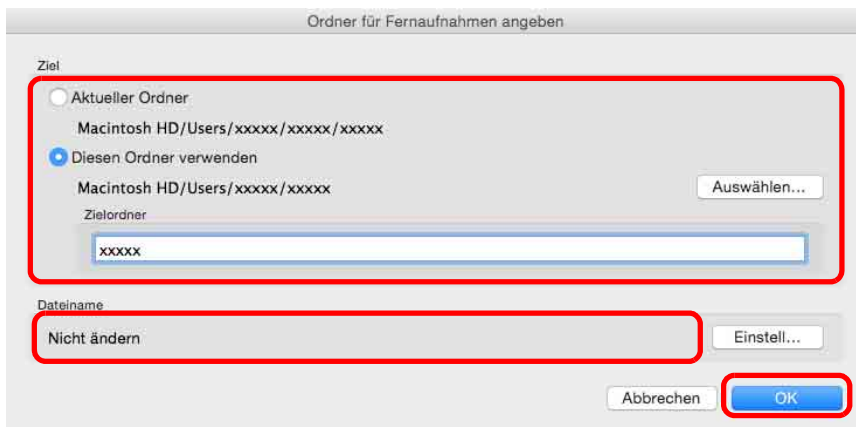 Ordner für Fernaufnahmen angeben
Ziel
Aktueller Ordner
Macintosh HD/Users/xxxxx/xxxxx/xxxxx
Diesen Ordner verwenden
Macintosh HD/Users/xxxxx/xxxxx
Auswählen...
Zielordner
xxxxx
Dateiname
Nicht ändern
Einstell...
Abbrechen
OK